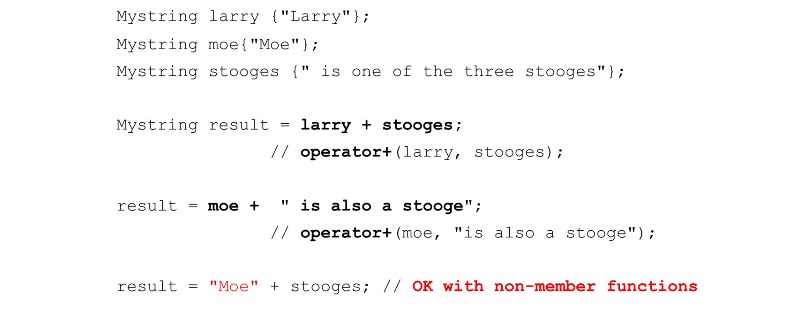 Mystring larry {"Larry"};
Mystring moe{"Moe"};
Mystring stooges {" is one of the three stooges"};
Mystring result = larry + stooges;
// operator+(larry, stooges);
result = moe +  " is also a stooge";
// operator+(moe, "is also a stooge");
result = "Moe" + stooges; // OK with non-member functions